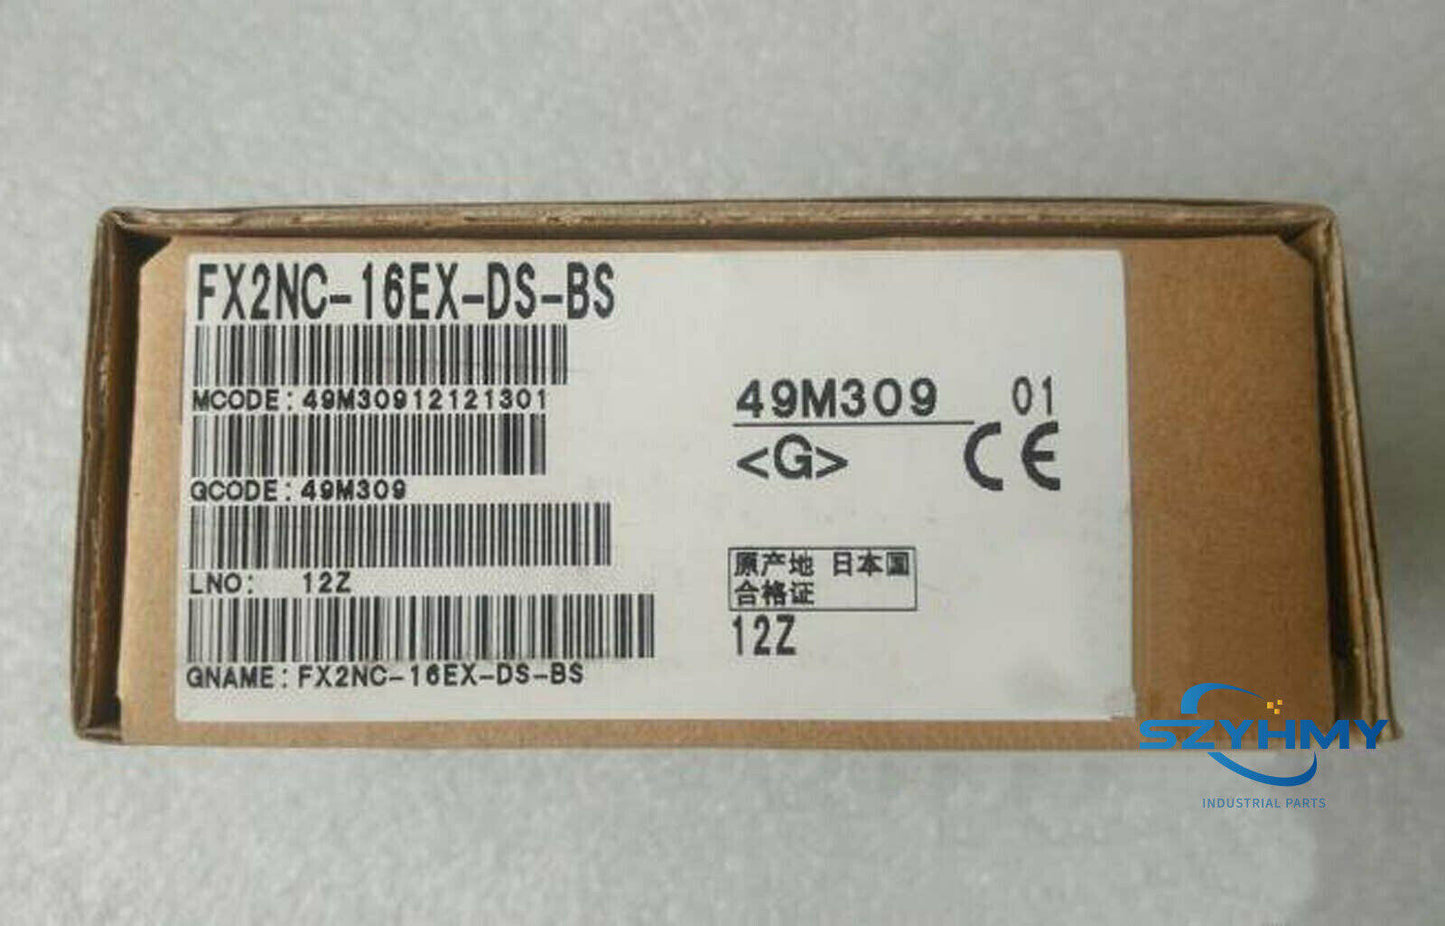 FX2NC-16EX-DS-BS
MCODE: 49M30912121301
QCODE: 49M309
LNO: 12Z
GNAME: FX2NC-16EX-DS-BS
49M309 01
<G> CE
原产地 日本国
合格证
12Z
SZYHMY
INDUSTRIAL PARTS